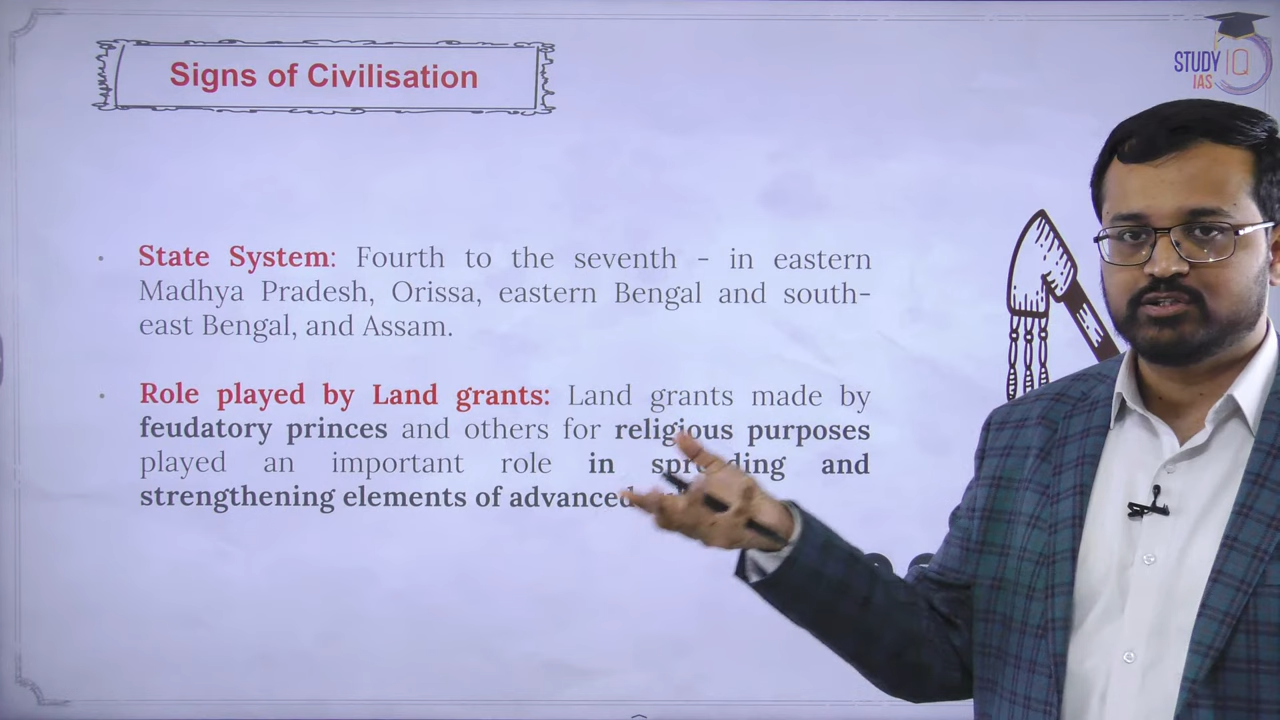 Signs of Civilisation
STUDY IQ
IAS
State System: Fourth to the seventh - in eastern
Madhya Pradesh, Orissa, eastern Bengal and south-
east Bengal, and Assam.
Role played by Land grants: Land grants made by
feudatory princes and others for religious purposes
played an important role in spreading and
strengthening elements of advanced